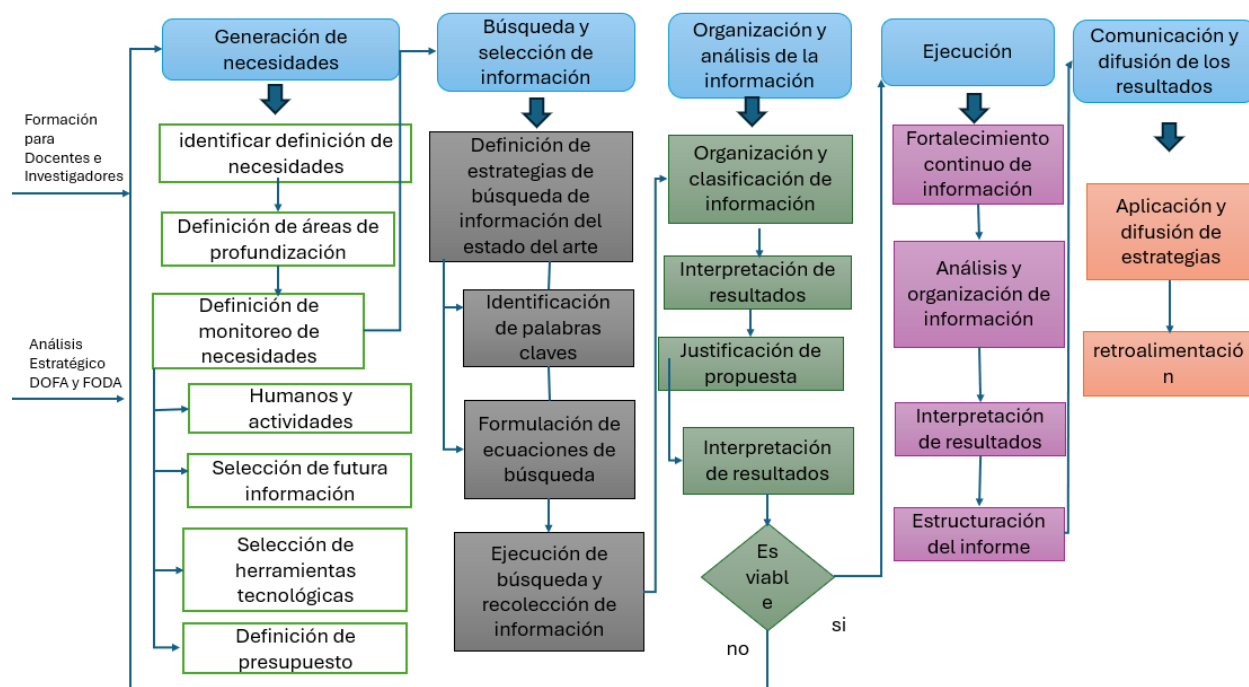 Formación
para
Docentes e
Investigadores
Análisis
Estratégico
DOFA y FODA
Generación de
necesidades
identificar definición de
necesidades
Definición de áreas de
profundización
Definición de
monitoreo de
necesidades
Humanos y
actividades
Selección de futura
información
Selección de
herramientas
tecnológicas
Definición de
presupuesto
Búsqueda y
selección de
información
Definición de
estrategias de
búsqueda de
información del
estado del arte
Identificación
de palabras
claves
Formulación de
ecuaciones de
búsqueda
Ejecución de
búsqueda y
recolección de
información
Organización y
análisis de la
información
Organización y
clasificación de
información
Interpretación de
resultados
Justificación de
propuesta
Interpretación
de resultados
Es
viabl
e
si
no
Ejecución
Fortalecimiento
continuo de
información
Análisis y
organización de
información
Interpretación
de resultados
Estructuración
del informe
Comunicación y
difusión de los
resultados
Aplicación y
difusión de
estrategias
retroalimentació
n